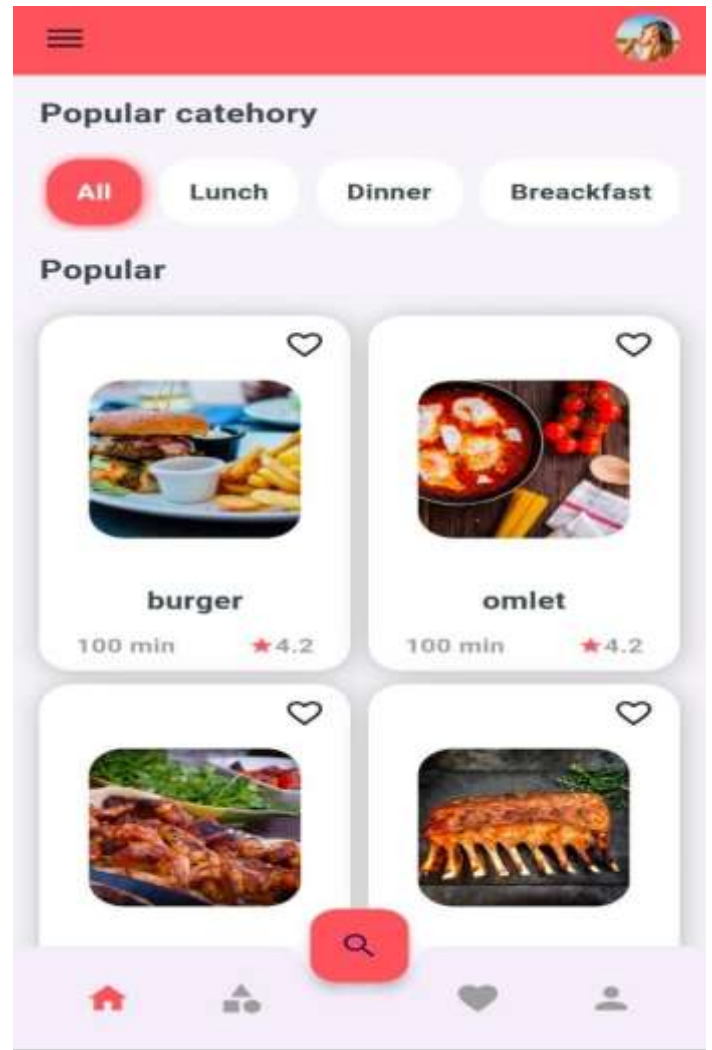 Popular catehory
All Lunch Dinner Breackfast
Popular
burger omlet
100 min ★4.2 100 min ★4.2